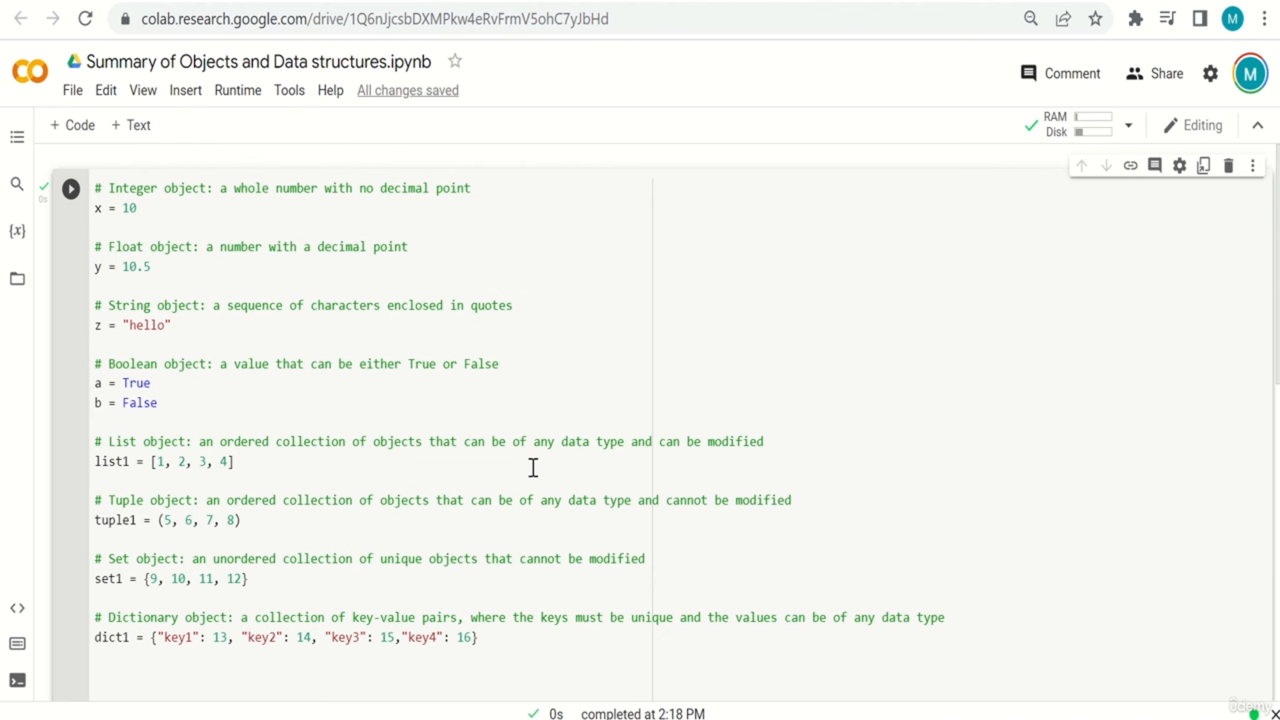 colab.research.google.com/drive/1Q6nJjcsbDXMPkw4eRvFrmV5ohC7yJbHd
M
CO
Summary of Objects and Data structures.ipynb
Comment
Share
M
File Edit View Insert Runtime Tools Help All changes saved
+ Code + Text
RAM
Disk
Editing
{x}
0s
# Integer object: a whole number with no decimal point
x = 10
# Float object: a number with a decimal point
y = 10.5
# String object: a sequence of characters enclosed in quotes
z = "hello"
# Boolean object: a value that can be either True or False
a = True
b = False
# List object: an ordered collection of objects that can be of any data type and can be modified
list1 = [1, 2, 3, 4]
# Tuple object: an ordered collection of objects that can be of any data type and cannot be modified
tuple1 = (5, 6, 7, 8)
# Set object: an unordered collection of unique objects that cannot be modified
set1 = {9, 10, 11, 12}
# Dictionary object: a collection of key-value pairs, where the keys must be unique and the values can be of any data type
dict1 = {"key1": 13, "key2": 14, "key3": 15,"key4": 16}
0s completed at 2:18 PM
ûdemy